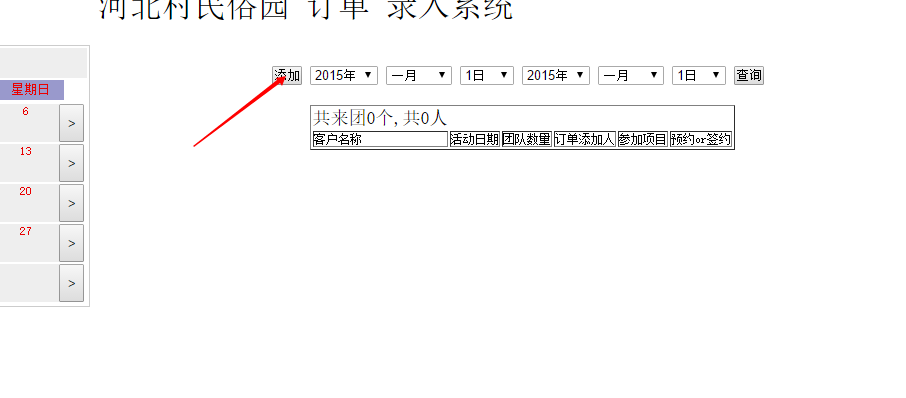 河北村民俗园 订单 录入系统
添加 2015年 一月 1日 2015年 一月 1日 查询
星期日
6 >
13 >
20 >
27 >
>
共来团0个,共0人
客户名称 活动日期 团队数量 订单添加人 参加项目 预约or签约